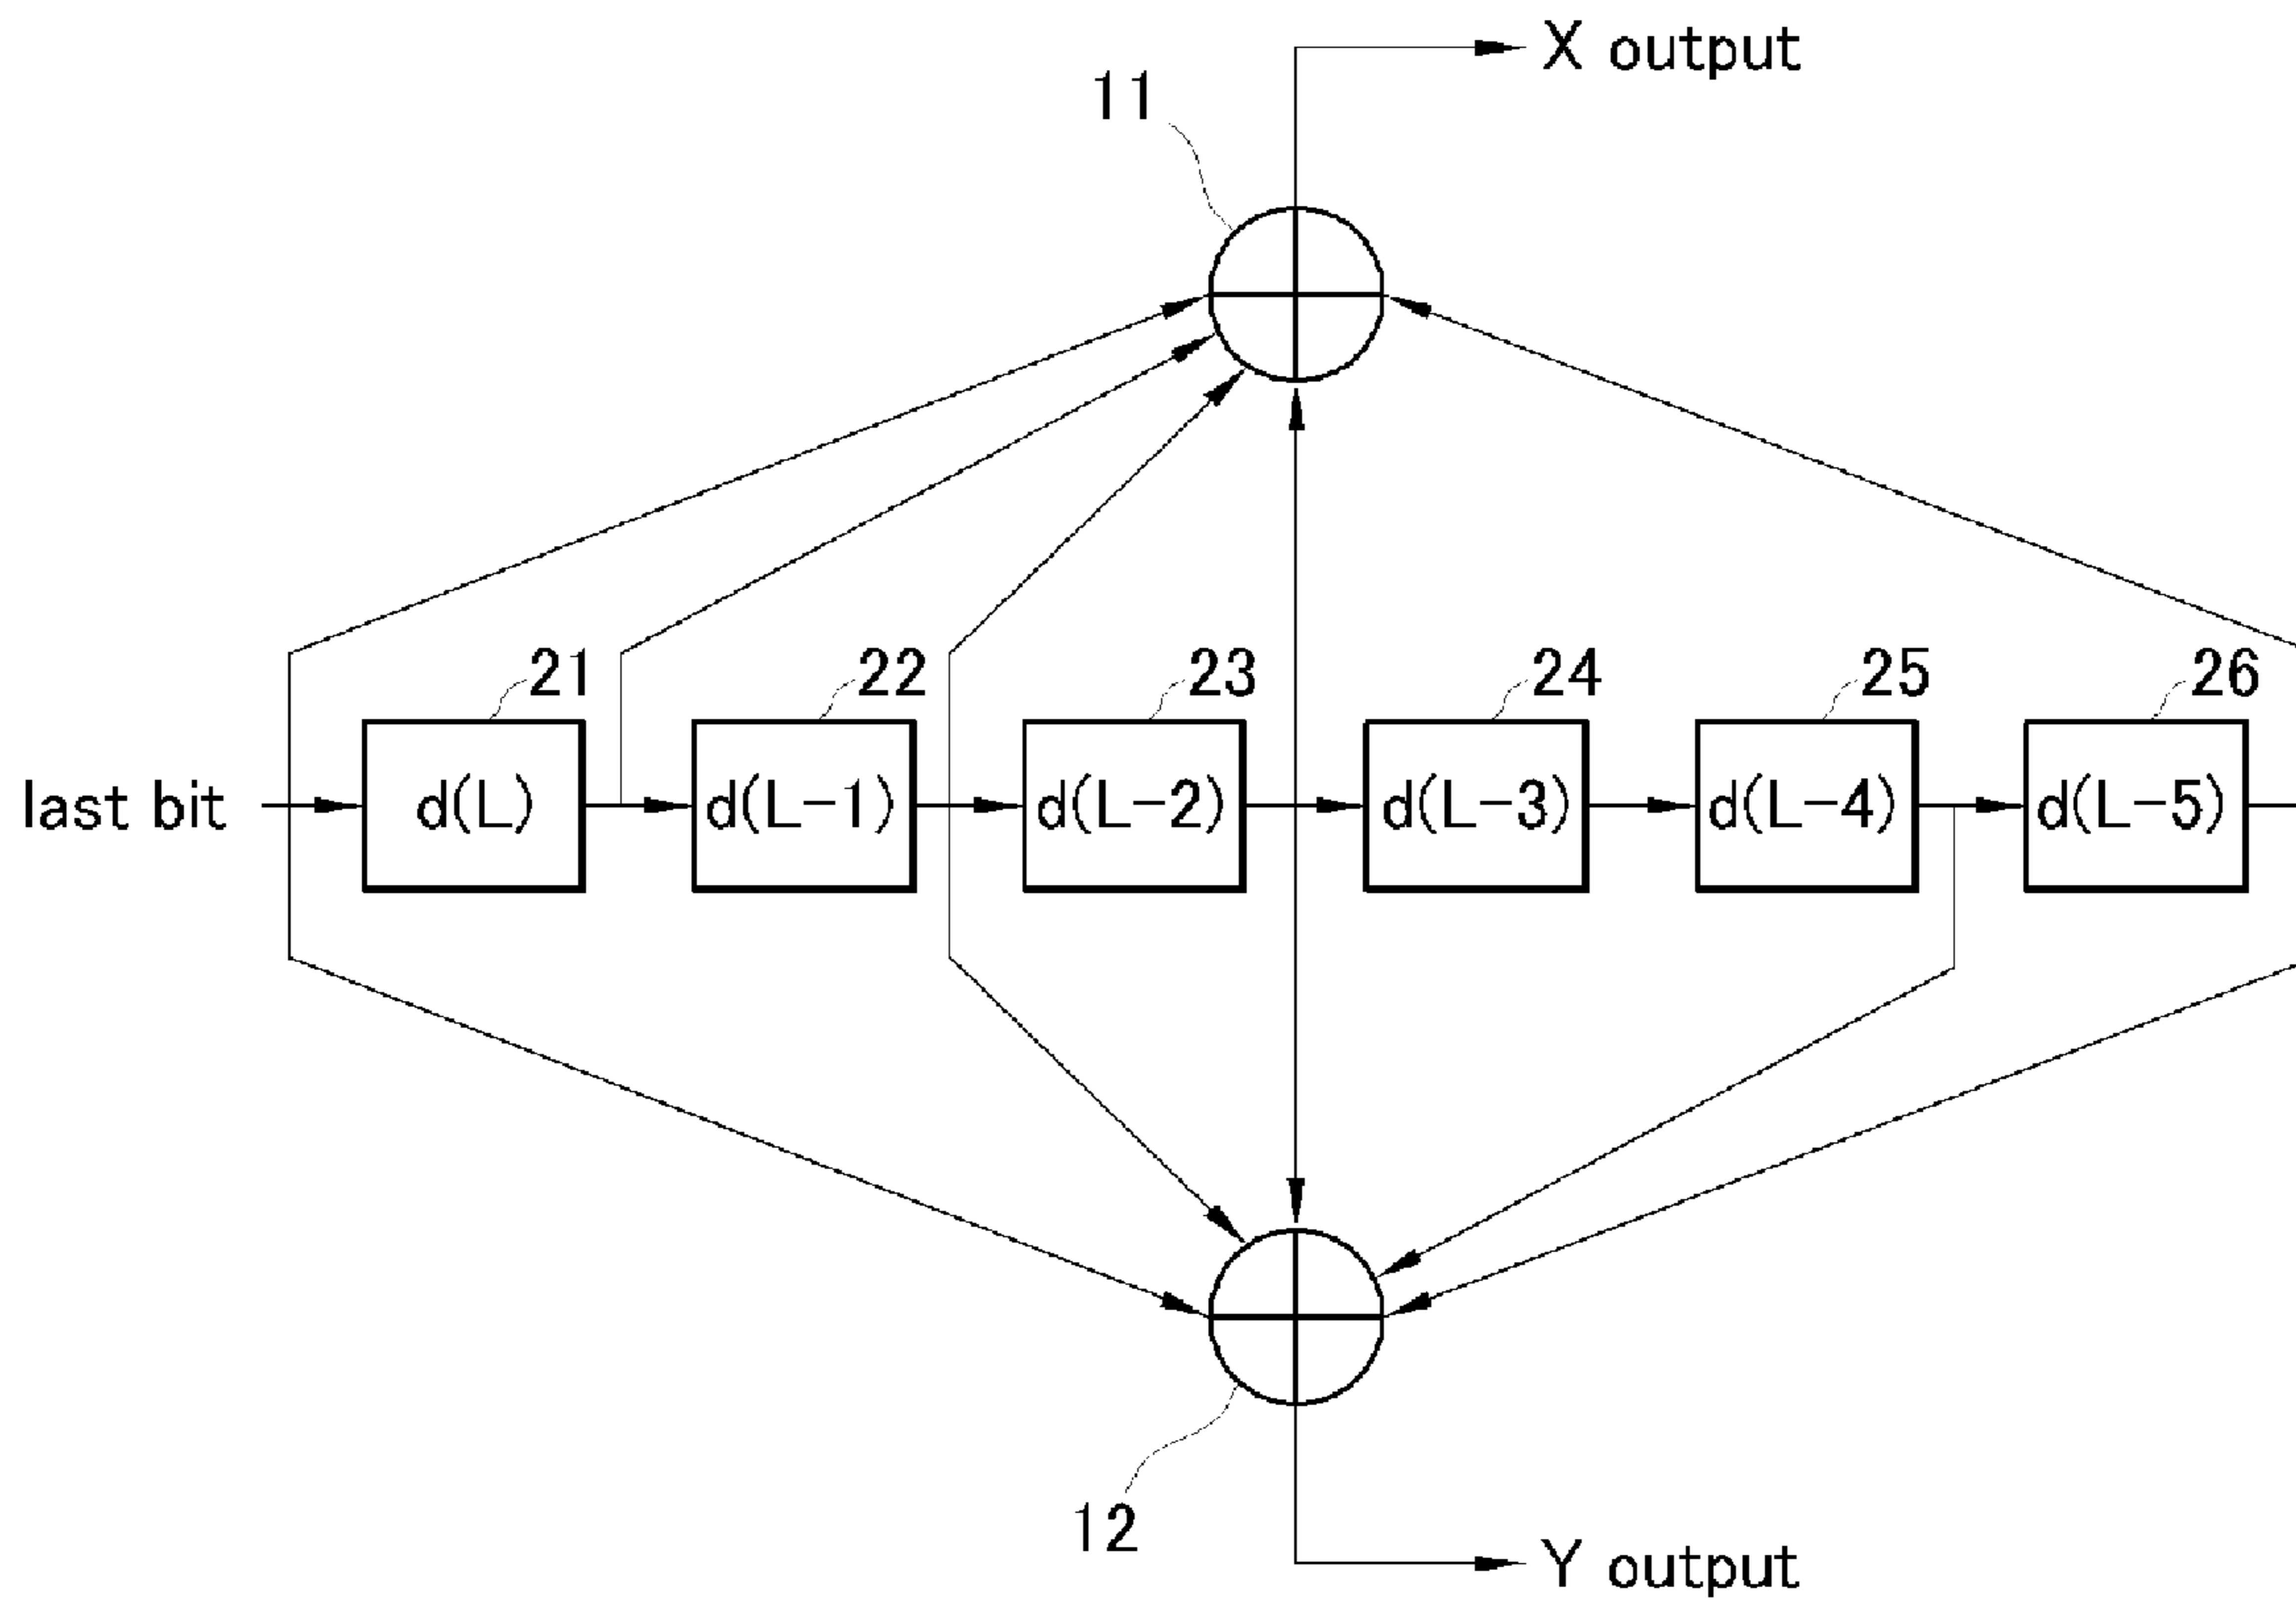 X output
11
21
22
23
24
25
26
last bit
d(L)
d(L-1)
d(L-2)
d(L-3)
d(L-4)
d(L-5)
12
Y output